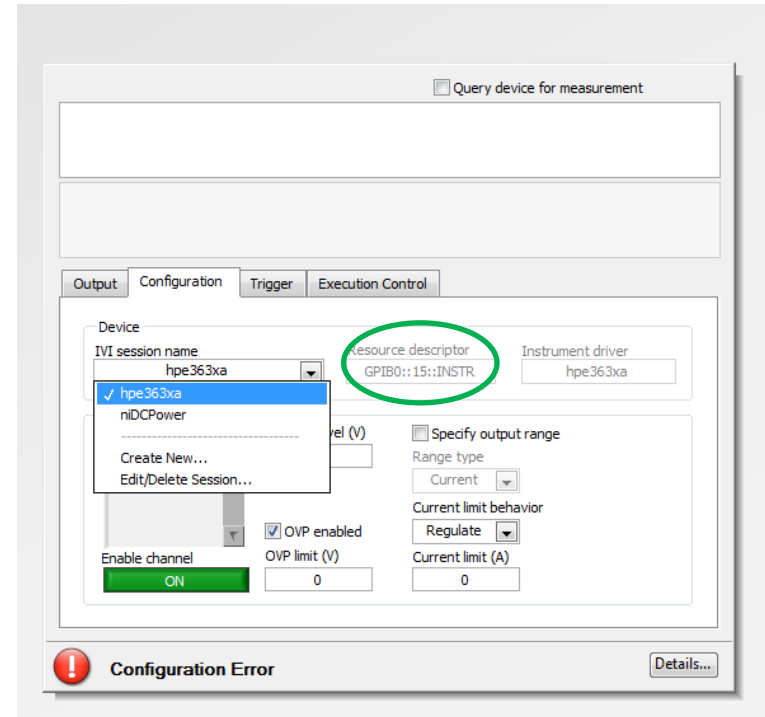 Query device for measurement
Output Configuration Trigger Execution Control
Device
IVI session name Resource descriptor Instrument driver
hpe363xa GPIB0::15::INSTR hpe363xa
✓ hpe363xa
niDCPower
------------------------------------
Create New...
Edit/Delete Session...
vel (V) Specify output range
Range type
Current
Current limit behavior
OVP enabled Regulate
Enable channel OVP limit (V) Current limit (A)
ON 0 0
Configuration Error Details...